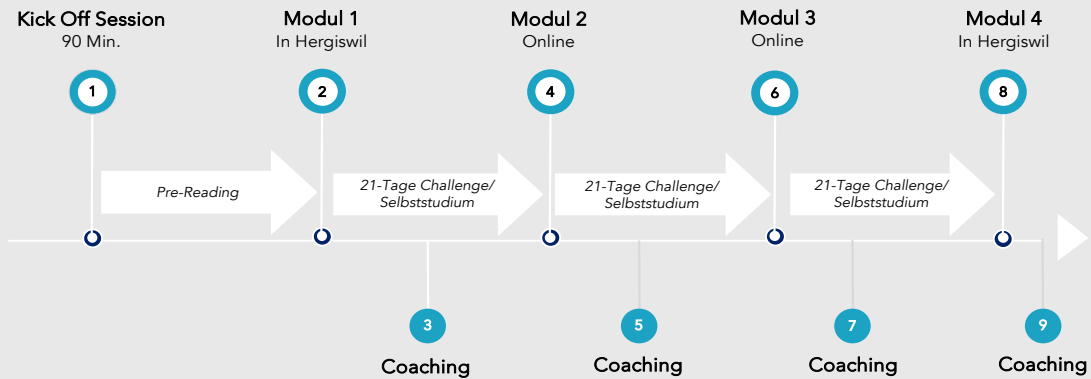 Kick Off Session
90 Min.
Modul 1
In Hergiswil
Modul 2
Online
Modul 3
Online
Modul 4
In Hergiswil
1
2
4
6
8
Pre-Reading
21-Tage Challenge/
Selbststudium
21-Tage Challenge/
Selbststudium
21-Tage Challenge/
Selbststudium
3
5
7
9
Coaching
Coaching
Coaching
Coaching